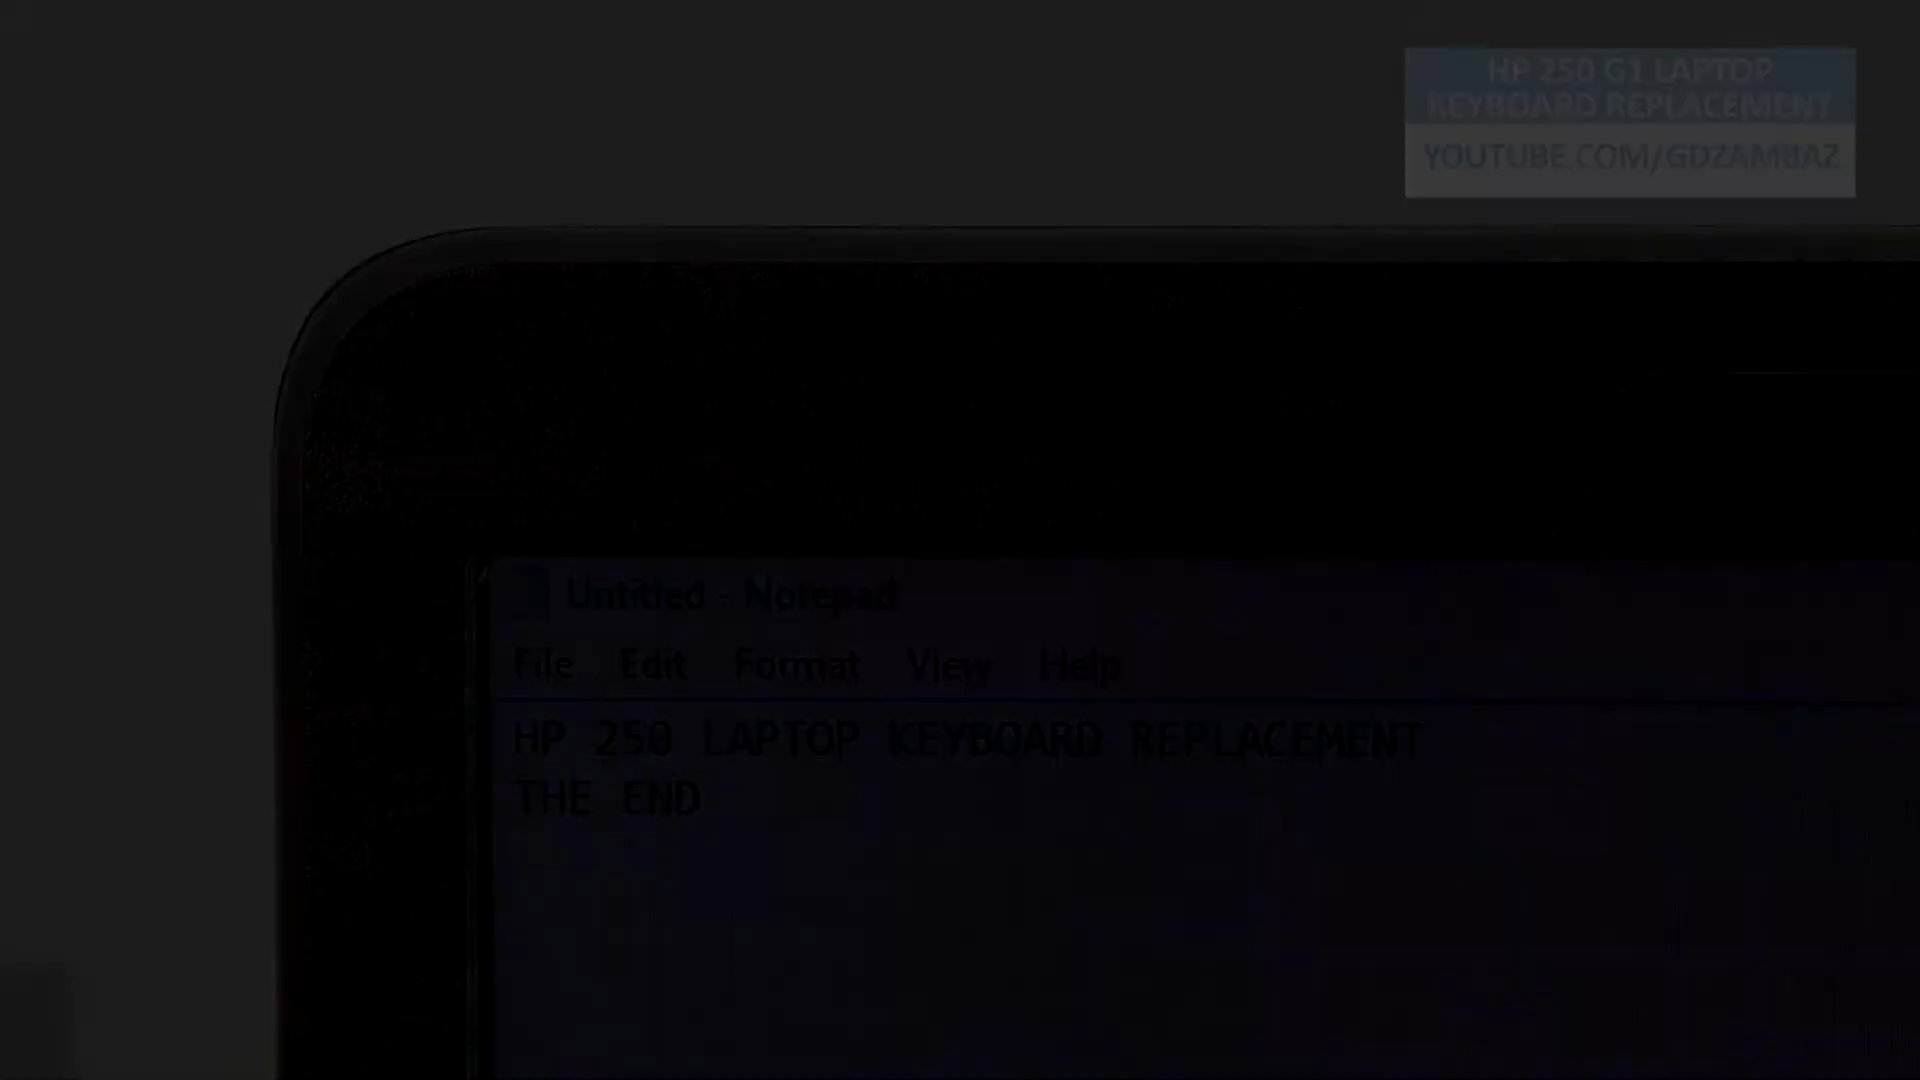 HP 250 G1 LAPTOP
KEYBOARD REPLACEMENT
YOUTUBE.COM/GDZAMBAZ
Untitled - Notepad
File Edit Format View Help
HP 250 LAPTOP KEYBOARD REPLACEMENT
THE END